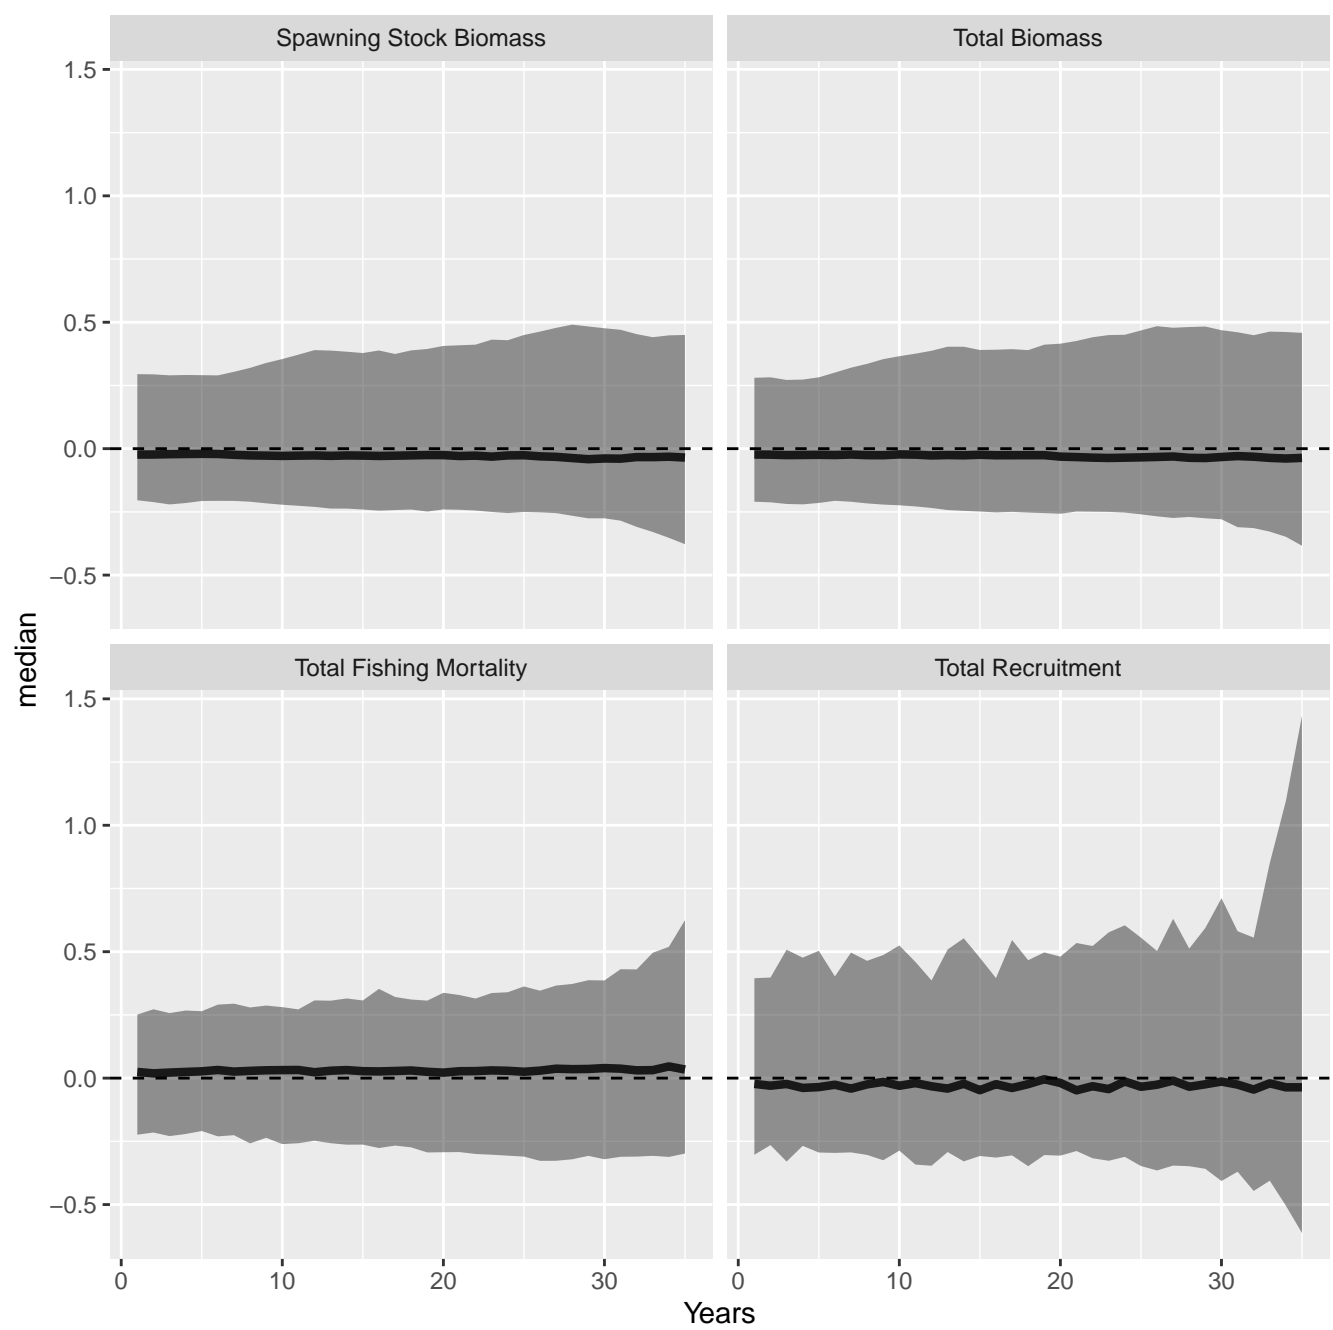 Spawning Stock Biomass
Total Biomass
1.5
1.0
0.5
0.0
−0.5
median
Total Fishing Mortality
Total Recruitment
1.5
1.0
0.5
0.0
−0.5
0 10 20 30
0 10 20 30
Years